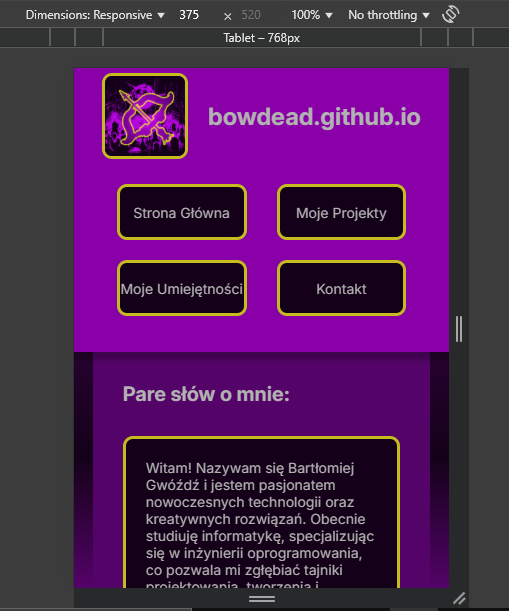 Dimensions: Responsive ▼ 375 × 520 100% ▼ No throttling ▼
Tablet – 768px
bowdead.github.io
Strona Główna
Moje Projekty
Moje Umiejętności
Kontakt
Pare słów o mnie:
Witam! Nazywam się Bartłomiej
Gwóźdź i jestem pasjonatem
nowoczesnych technologii oraz
kreatywnych rozwiązań. Obecnie
studiuję informatykę, specjalizując
się w inżynierii oprogramowania,
co pozwala mi zgłębiać tajniki
projektowania, tworzenia i